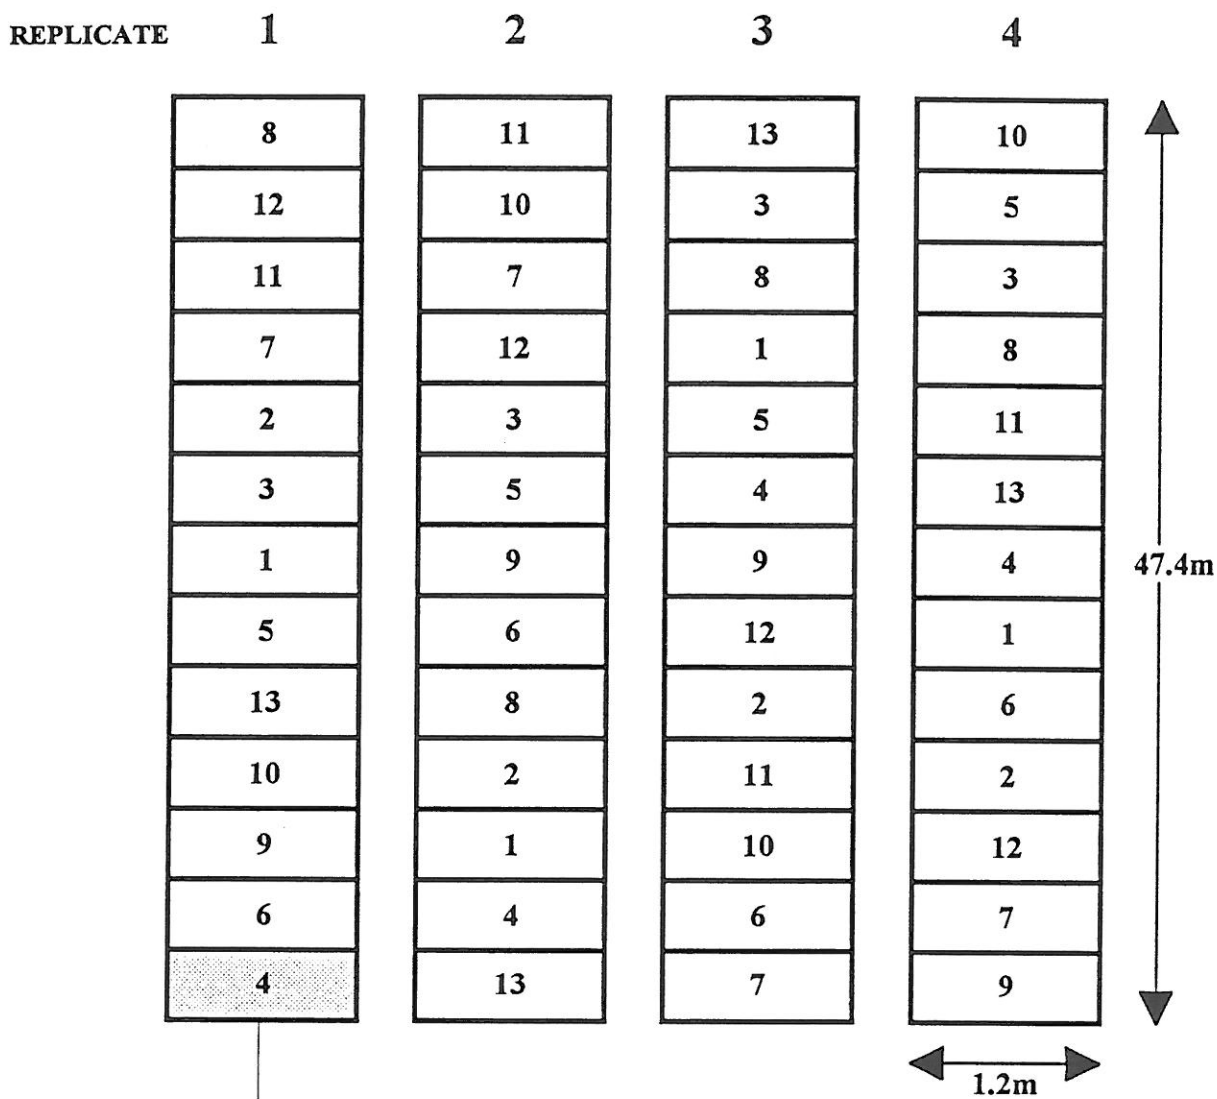 REPLICATE 1 2 3 4
8 11 13 10
12 10 3 5
11 7 8 3
7 12 1 8
2 3 5 11
3 5 4 13
1 9 9 4
47.4m
5 6 12 1
13 8 2 6
10 2 11 2
9 1 10 12
6 4 6 7
4 13 7 9
1.2m